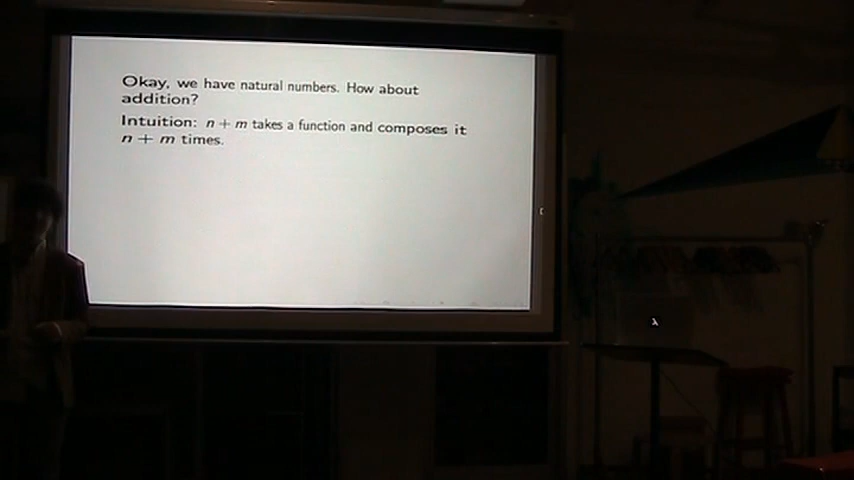 Okay, we have natural numbers. How about
addition?
Intuition: n + m takes a function and composes it
n + m times.
λ